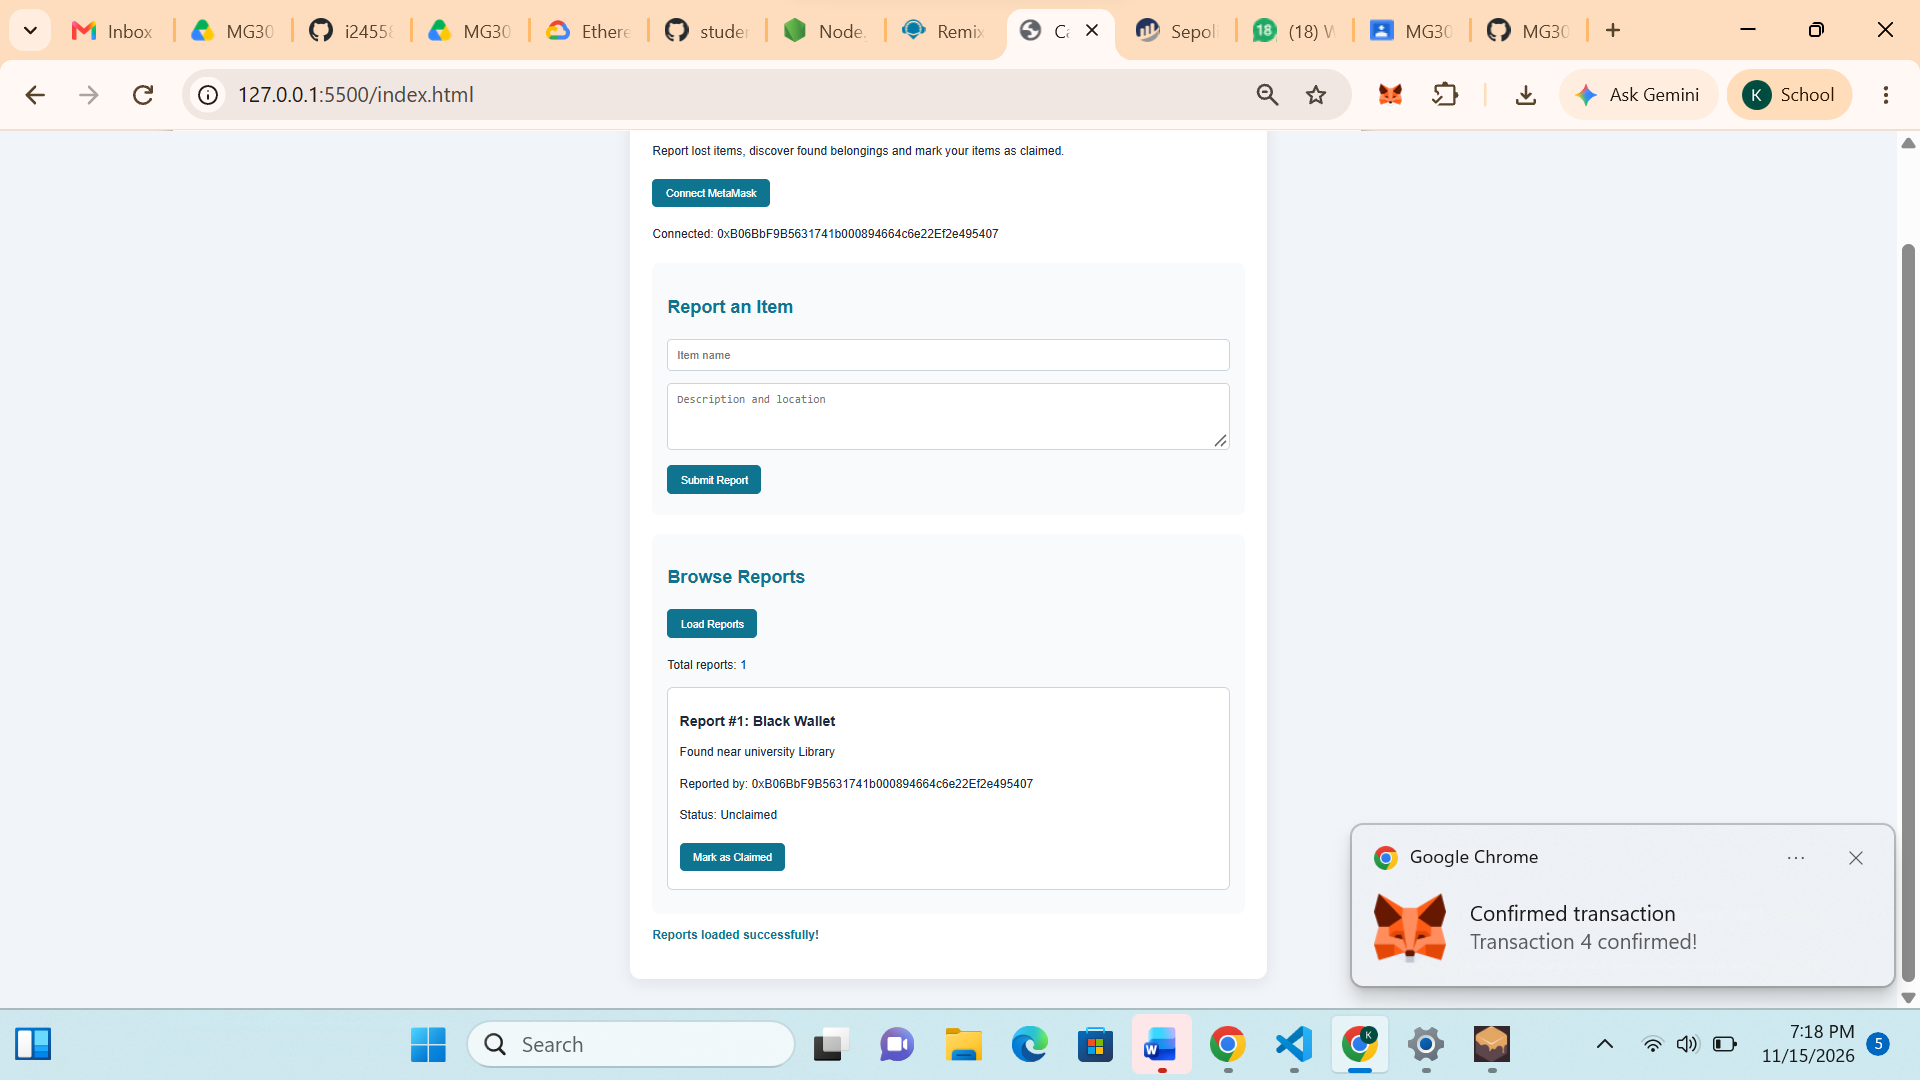 Inbox
MG30
i2455
MG30
Ethere
studen
Node.
Remix
Ca
Sepol
(18) W
MG30
MG30
127.0.0.1:5500/index.html
Ask Gemini
K
School
Report lost items, discover found belongings and mark your items as claimed.
Connect MetaMask
Connected: 0xB06BbF9B5631741b000894664c6e22Ef2e495407
Report an Item
Item name
Description and location
Submit Report
Browse Reports
Load Reports
Total reports: 1
Report #1: Black Wallet
Found near university Library
Reported by: 0xB06BbF9B5631741b000894664c6e22Ef2e495407
Status: Unclaimed
Mark as Claimed
Reports loaded successfully!
Google Chrome
Confirmed transaction
Transaction 4 confirmed!
Search
7:18 PM
11/15/2026
5